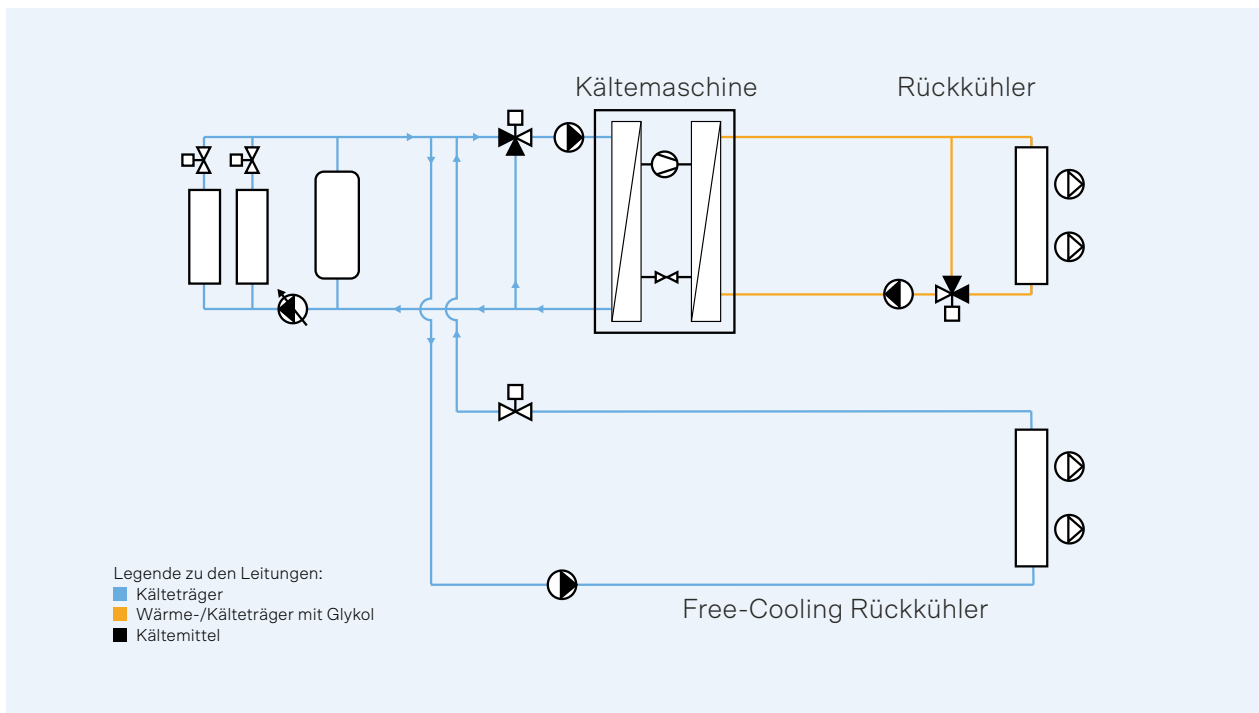 Kältemaschine
Rückkühler
Legende zu den Leitungen:
Kälteträger
Wärme-/Kälteträger mit Glykol
Kältemittel
Free-Cooling Rückkühler